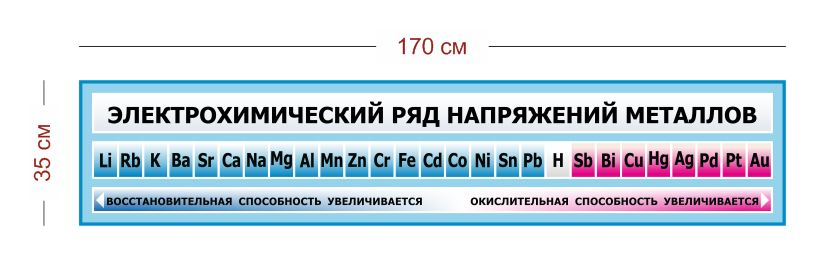 170 см
35 см
ЭЛЕКТРОХИМИЧЕСКИЙ РЯД НАПРЯЖЕНИЙ МЕТАЛЛОВ
Li Rb K Ba Sr Ca Na Mg Al Mn Zn Cr Fe Cd Co Ni Sn Pb H Sb Bi Cu Hg Ag Pd Pt Au
ВОССТАНОВИТЕЛЬНАЯ СПОСОБНОСТЬ УВЕЛИЧИВАЕТСЯ ОКИСЛИТЕЛЬНАЯ СПОСОБНОСТЬ УВЕЛИЧИВАЕТСЯ